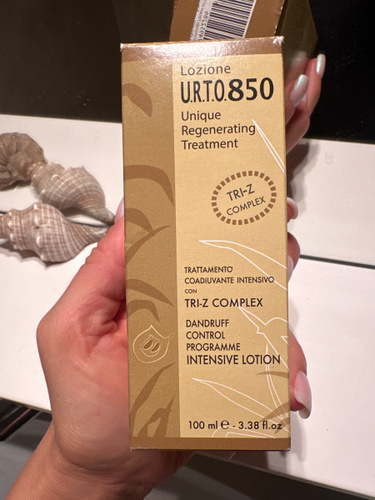 Lozione
U.R.T.O.850
Unique
Regenerating
Treatment
TRI-Z
COMPLEX
TRATTAMENTO
COADIUVANTE INTENSIVO
CON
TRI-Z COMPLEX
DANDRUFF
CONTROL
PROGRAMME
INTENSIVE LOTION
100 ml ℮ - 3.38 fl.oz